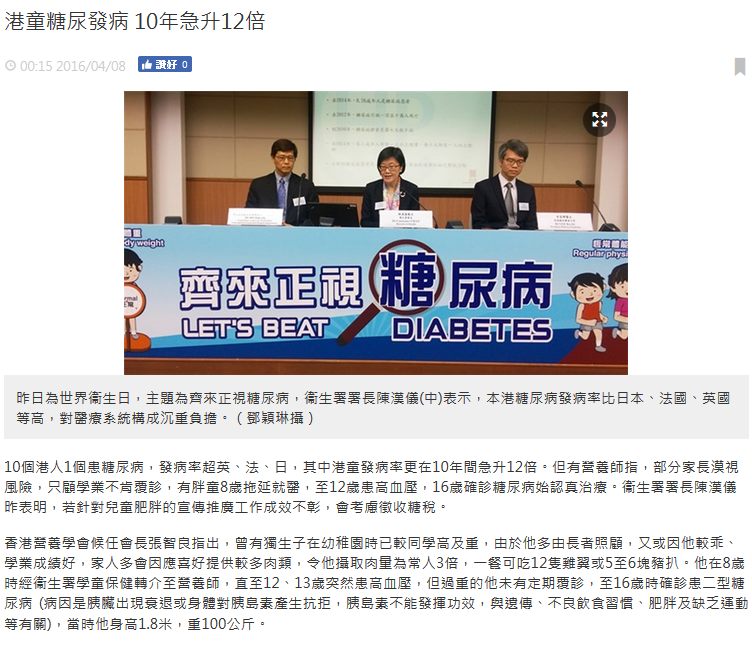 港童糖尿發病 10年急升12倍
00:15 2016/04/08 讚好 0
體重
dy weight
恆常體能
Regular physi
齊來正視糖尿病
LET'S BEAT DIABETES
昨日為世界衞生日，主題為齊來正視糖尿病，衞生署署長陳漢儀(中)表示，本港糖尿病發病率比日本、法國、英國
等高，對醫療系統構成沉重負擔。（鄧穎琳攝）
10個港人1個患糖尿病，發病率超英、法、日，其中港童發病率更在10年間急升12倍。但有營養師指，部分家長漠視
風險，只顧學業不肯覆診，有胖童8歲拖延就醫，至12歲患高血壓，16歲確診糖尿病始認真治療。衞生署署長陳漢儀
昨表明，若針對兒童肥胖的宣傳推廣工作成效不彰，會考慮徵收糖稅。
香港營養學會候任會長張智良指出，曾有獨生子在幼稚園時已較同學高及重，由於他多由長者照顧，又或因他較乖、
學業成績好，家人多會因應喜好提供較多肉類，令他攝取肉量為常人3倍，一餐可吃12隻雞翼或5至6塊豬扒。他在8歲
時經衞生署學童保健轉介至營養師，直至12、13歲突然患高血壓，但過重的他未有定期覆診，至16歲時確診患二型糖
尿病 (病因是胰臟出現衰退或身體對胰島素產生抗拒，胰島素不能發揮功效，與遺傳、不良飲食習慣、肥胖及缺乏運動
等有關)，當時他身高1.8米，重100公斤。